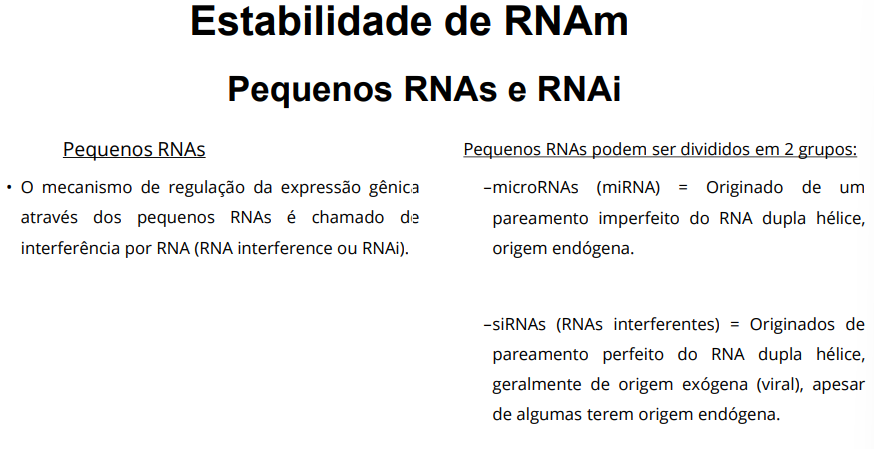 Estabilidade de RNAm
Pequenos RNAs e RNAi
Pequenos RNAs
• O mecanismo de regulação da expressão gênica
através dos pequenos RNAs é chamado de
interferência por RNA (RNA interference ou RNAi).
Pequenos RNAs podem ser divididos em 2 grupos:
–microRNAs (miRNA) = Originado de um
pareamento imperfeito do RNA dupla hélice,
origem endógena.
–siRNAs (RNAs interferentes) = Originados de
pareamento perfeito do RNA dupla hélice,
geralmente de origem exógena (viral), apesar
de algumas terem origem endógena.